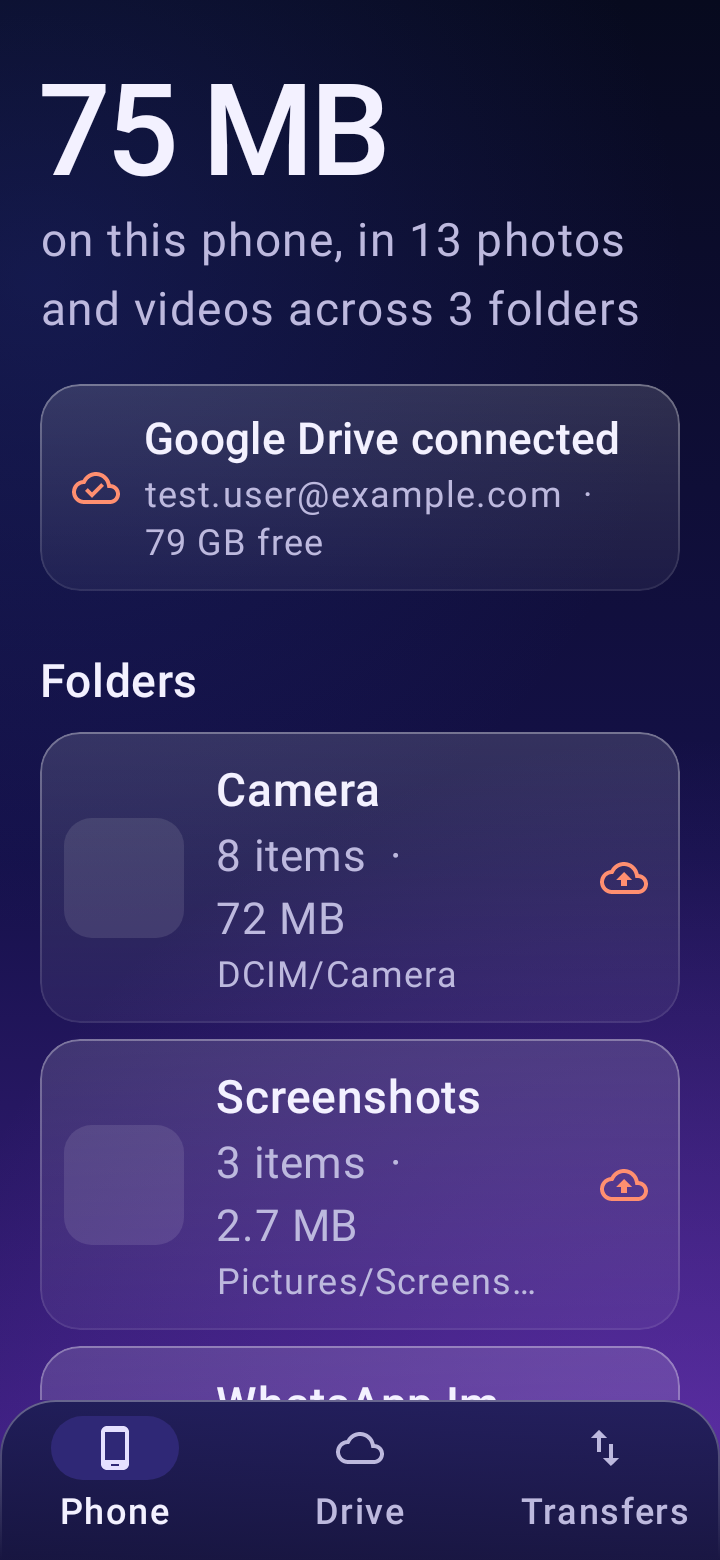 75 MB
on this phone, in 13 photos
and videos across 3 folders
Google Drive connected
test.user@example.com ·
79 GB free
Folders
Camera
8 items ·
72 MB
DCIM/Camera
Screenshots
3 items ·
2.7 MB
Pictures/Screens…
WhatsApp Im
Phone
Drive
Transfers